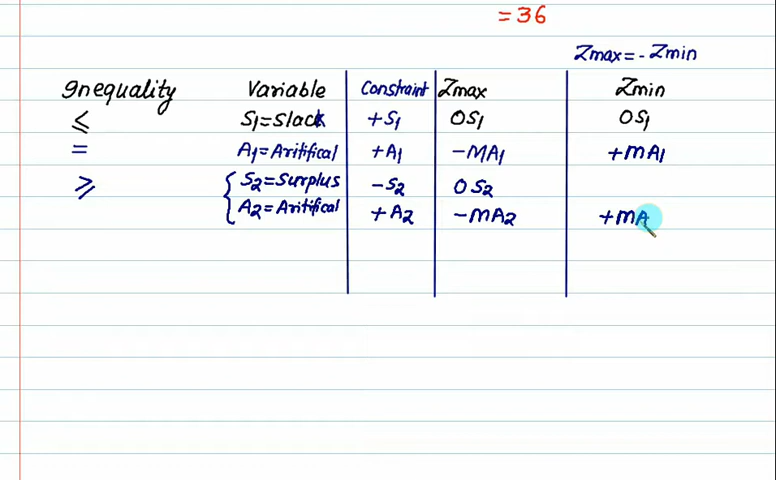 = 36
Zmax = - Zmin
Inequality Variable Constraint Zmax Zmin
≤ S1 = Slack +S1 0S1 0S1
= A1 = Aritifical +A1 -MA1 +MA1
≥ S2 = Surplus -S2 0S2
A2 = Aritifical +A2 -MA2 +MA